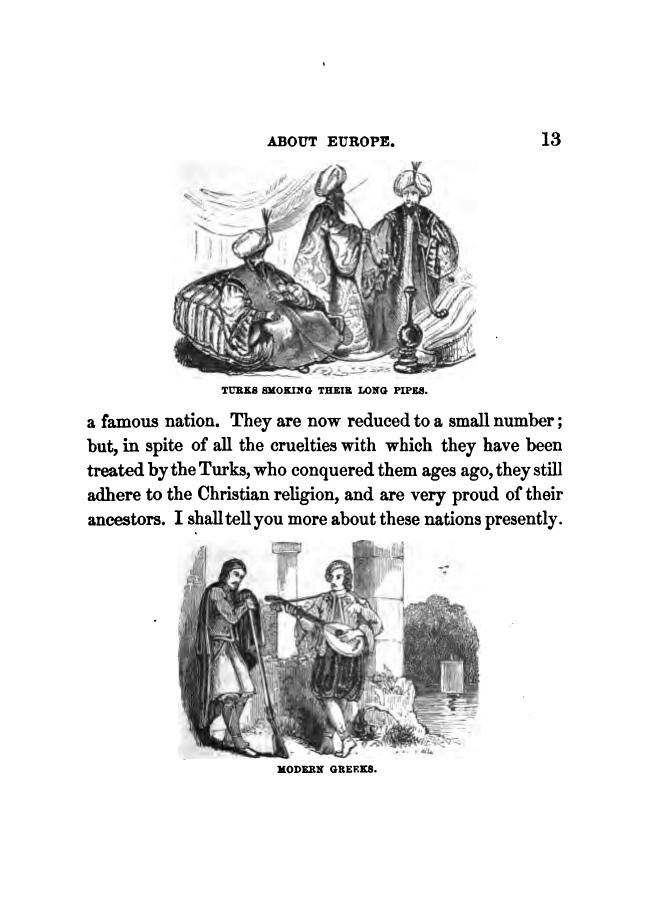 ABOUT EUROPE. 13
TURKS SMOKING THEIR LONG PIPES.
a famous nation. They are now reduced to a small number;
but, in spite of all the cruelties with which they have been
treated by the Turks, who conquered them ages ago, they still
adhere to the Christian religion, and are very proud of their
ancestors. I shall tell you more about these nations presently.
MODERN GREEKS.